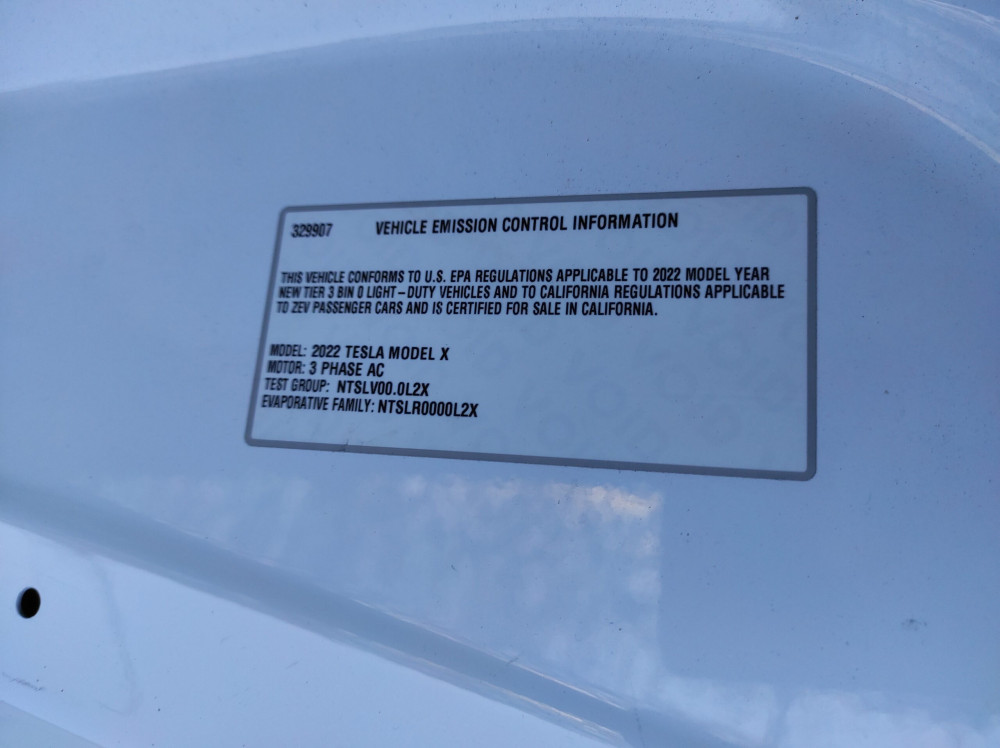 329907 VEHICLE EMISSION CONTROL INFORMATION
THIS VEHICLE CONFORMS TO U.S. EPA REGULATIONS APPLICABLE TO 2022 MODEL YEAR
NEW TIER 3 BIN 0 LIGHT-DUTY VEHICLES AND TO CALIFORNIA REGULATIONS APPLICABLE
TO ZEV PASSENGER CARS AND IS CERTIFIED FOR SALE IN CALIFORNIA.
MODEL: 2022 TESLA MODEL X
MOTOR: 3 PHASE AC
TEST GROUP: NTSLV00.0L2X
EVAPORATIVE FAMILY: NTSLR0000L2X